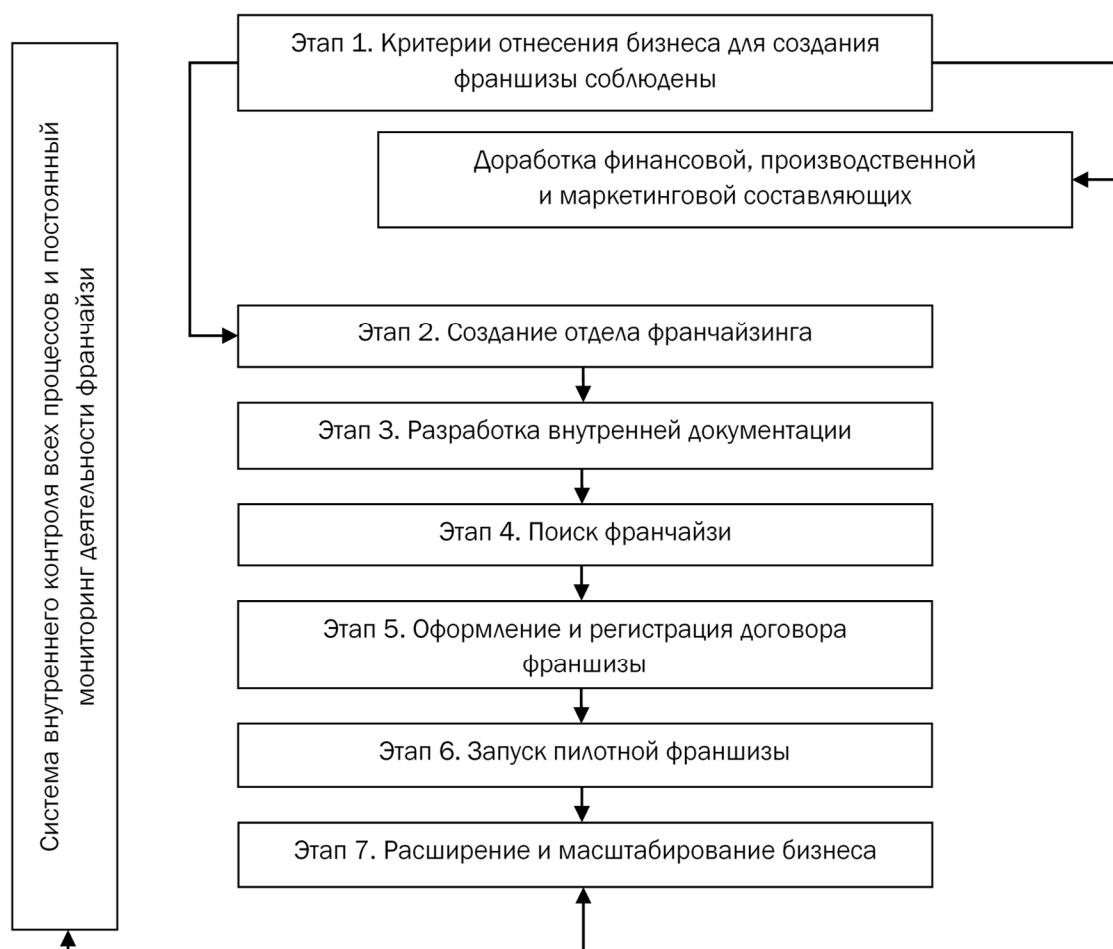 Система внутреннего контроля всех процессов и постоянный
мониторинг деятельности франчайзи
Этап 1. Критерии отнесения бизнеса для создания
франшизы соблюдены
Доработка финансовой, производственной
и маркетинговой составляющих
Этап 2. Создание отдела франчайзинга
Этап 3. Разработка внутренней документации
Этап 4. Поиск франчайзи
Этап 5. Оформление и регистрация договора
франшизы
Этап 6. Запуск пилотной франшизы
Этап 7. Расширение и масштабирование бизнеса